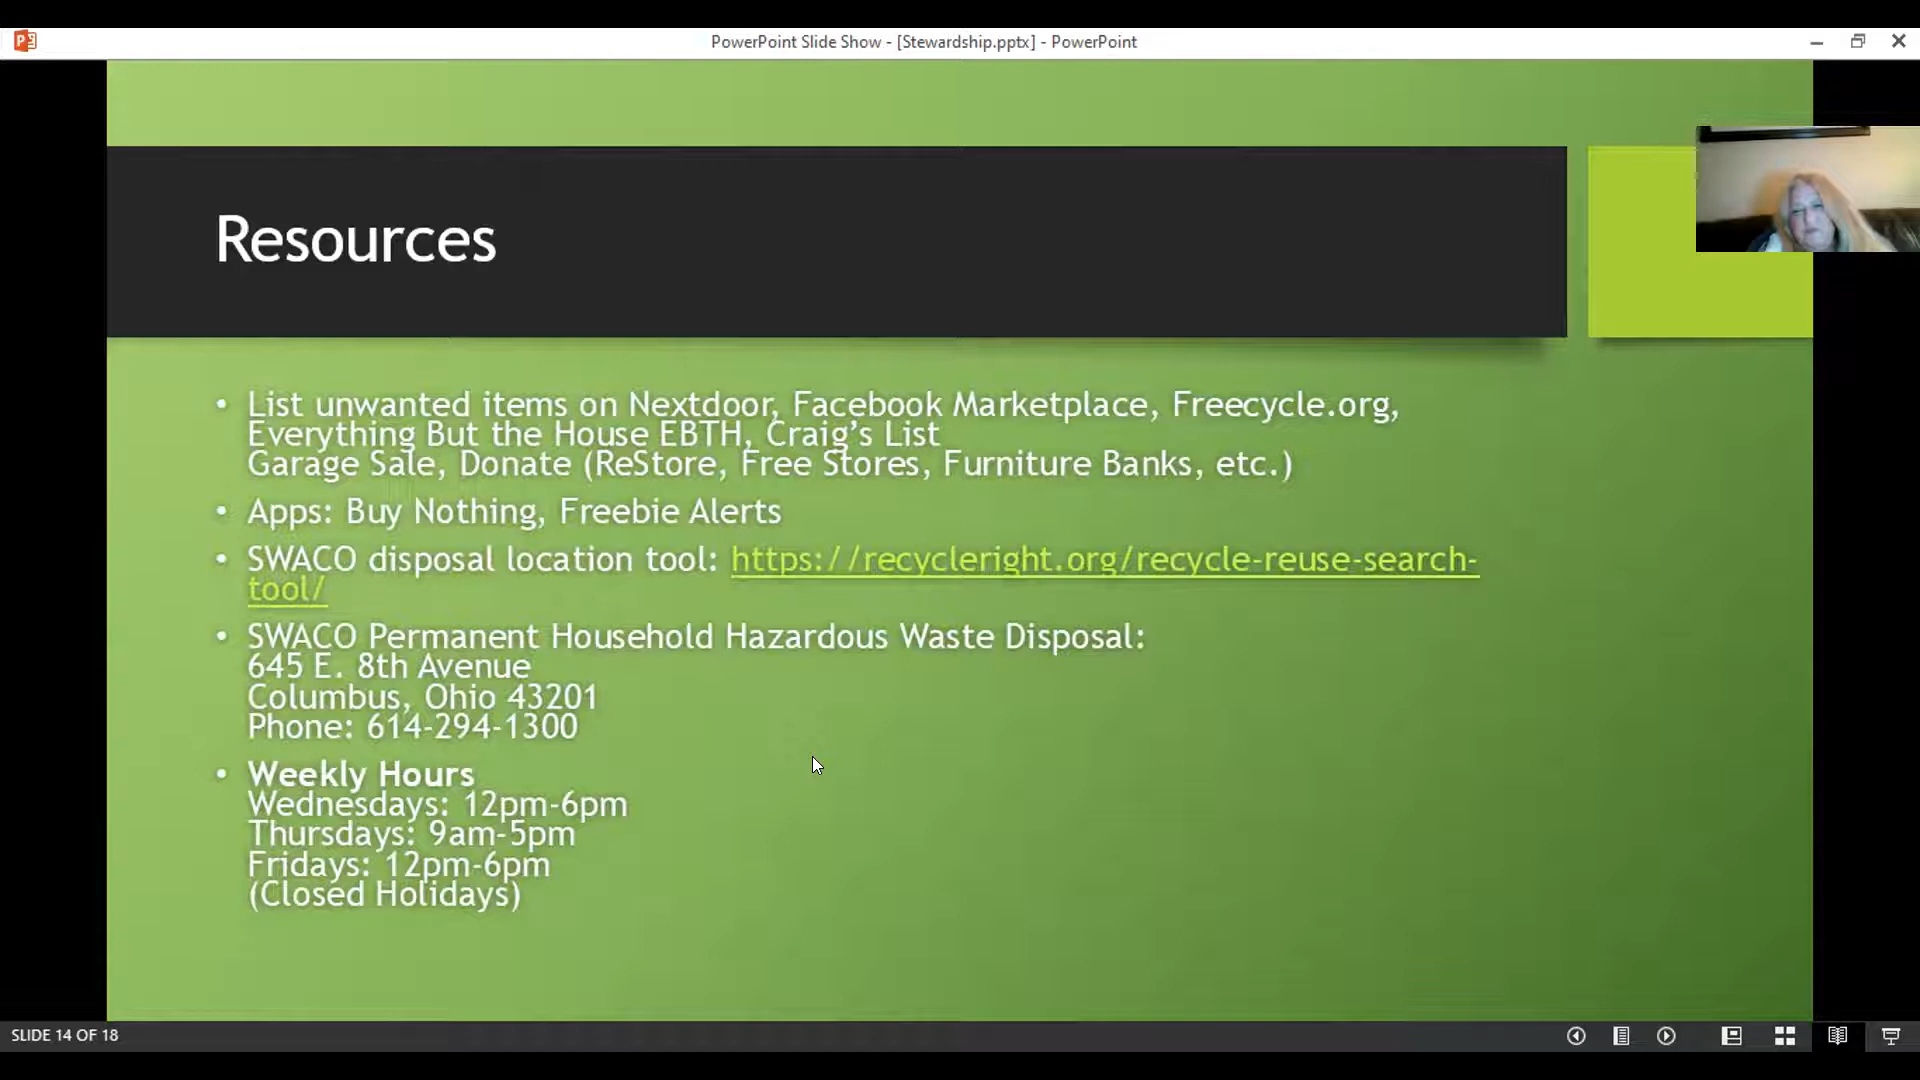 PowerPoint Slide Show - [Stewardship.pptx] - PowerPoint
Resources
• List unwanted items on Nextdoor, Facebook Marketplace, Freecycle.org,
Everything But the House EBTH, Craig’s List
Garage Sale, Donate (ReStore, Free Stores, Furniture Banks, etc.)
• Apps: Buy Nothing, Freebie Alerts
• SWACO disposal location tool: https://recycleright.org/recycle-reuse-search-
tool/
• SWACO Permanent Household Hazardous Waste Disposal:
645 E. 8th Avenue
Columbus, Ohio 43201
Phone: 614-294-1300
• Weekly Hours
Wednesdays: 12pm-6pm
Thursdays: 9am-5pm
Fridays: 12pm-6pm
(Closed Holidays)
SLIDE 14 OF 18